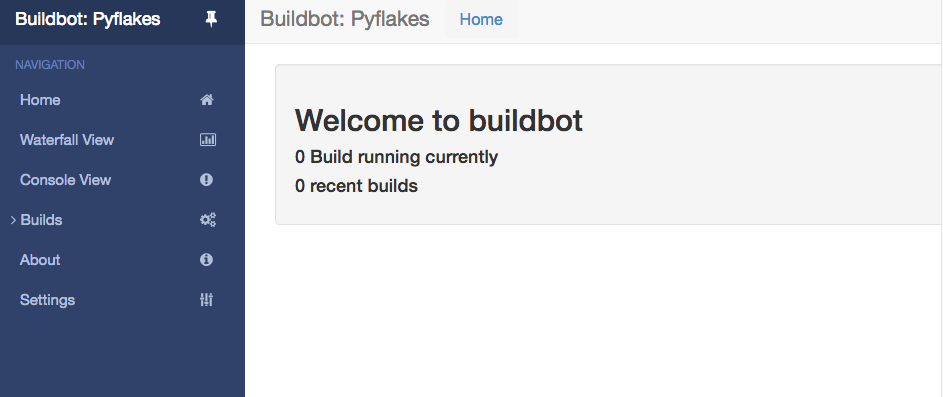 Buildbot: Pyflakes
NAVIGATION
Home
Waterfall View
Console View
Builds
About
Settings
Buildbot: Pyflakes
Home
Welcome to buildbot
0 Build running currently
0 recent builds